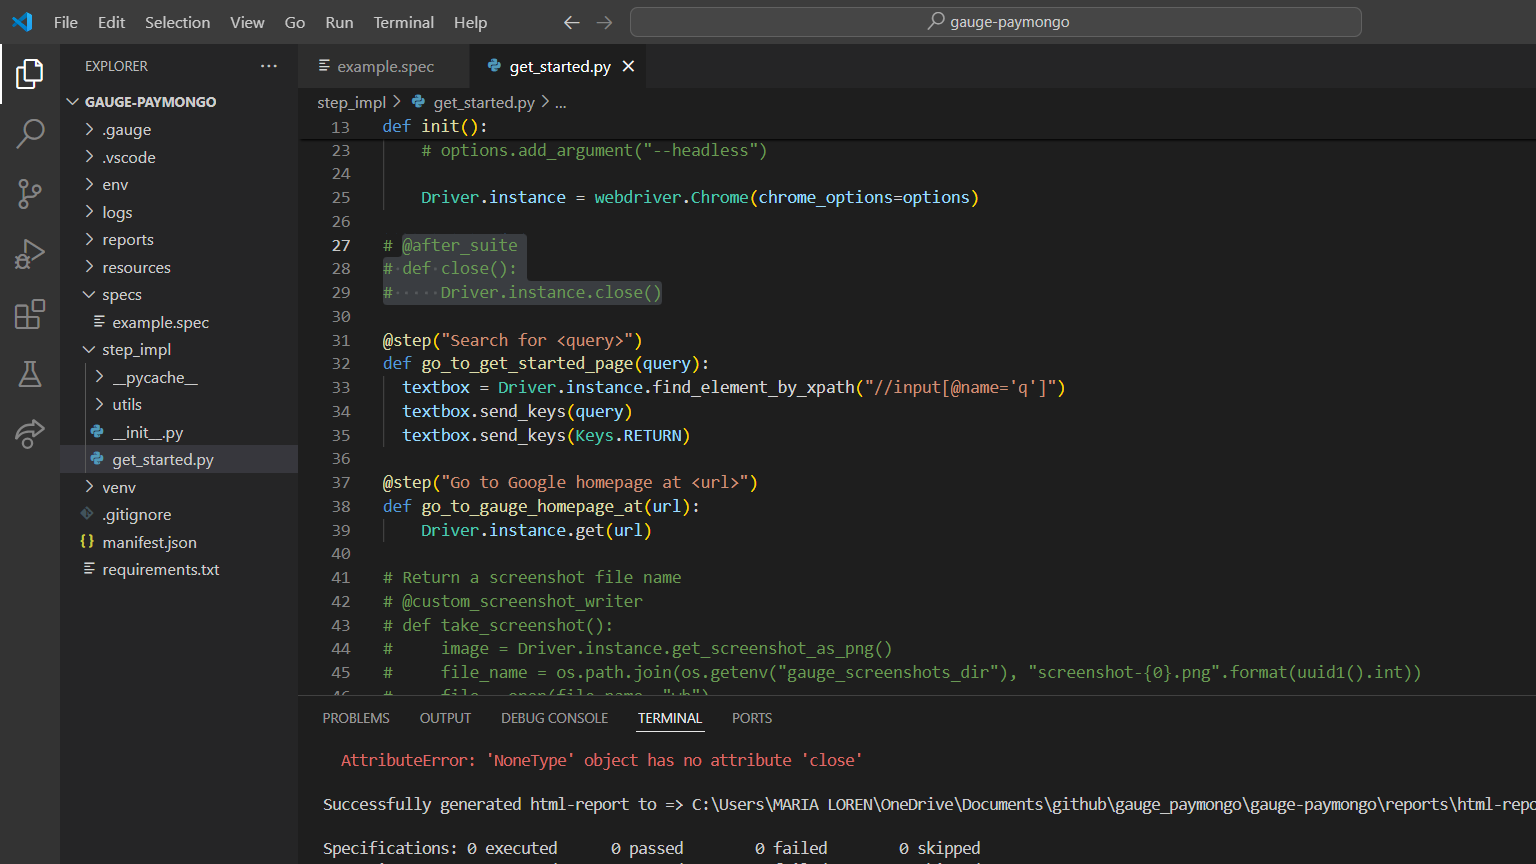 File Edit Selection View Go Run Terminal Help
gauge-paymongo
EXPLORER
GAUGE-PAYMONGO
.gauge
.vscode
env
logs
reports
resources
specs
example.spec
step_impl
__pycache__
utils
__init__.py
get_started.py
venv
.gitignore
manifest.json
requirements.txt
example.spec get_started.py
step_impl > get_started.py > ...
13 def init():
23 # options.add_argument("--headless")
24
25 Driver.instance = webdriver.Chrome(chrome_options=options)
26
27 # @after_suite
28 # def close():
29 # Driver.instance.close()
30
31 @step("Search for <query>")
32 def go_to_get_started_page(query):
33 textbox = Driver.instance.find_element_by_xpath("//input[@name='q']")
34 textbox.send_keys(query)
35 textbox.send_keys(Keys.RETURN)
36
37 @step("Go to Google homepage at <url>")
38 def go_to_gauge_homepage_at(url):
39 Driver.instance.get(url)
40
41 # Return a screenshot file name
42 # @custom_screenshot_writer
43 # def take_screenshot():
44 # image = Driver.instance.get_screenshot_as_png()
45 # file_name = os.path.join(os.getenv("gauge_screenshots_dir"), "screenshot-{0}.png".format(uuid1().int))
PROBLEMS OUTPUT DEBUG CONSOLE TERMINAL PORTS
AttributeError: 'NoneType' object has no attribute 'close'
Successfully generated html-report to => C:\Users\MARIA LOREN\OneDrive\Documents\github\gauge_paymongo\gauge-paymongo\reports\html-repo
Specifications: 0 executed 0 passed 0 failed 0 skipped